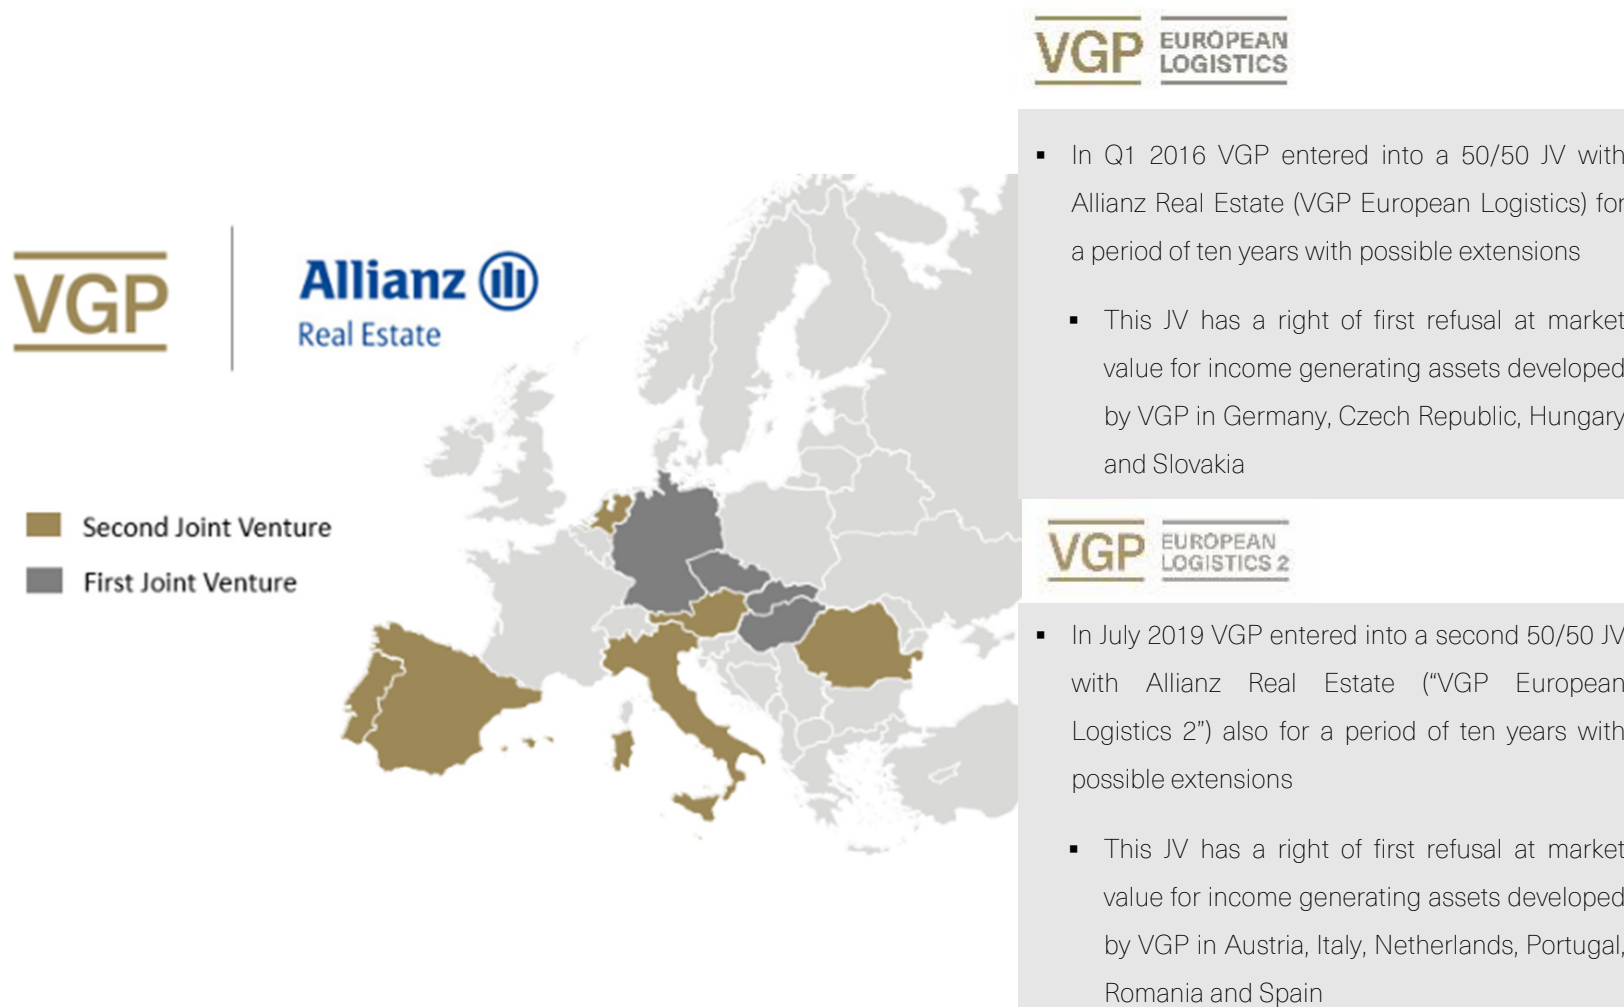 VGP
Allianz
Real Estate
Second Joint Venture
First Joint Venture
VGP EUROPEAN
LOGISTICS
▪ In Q1 2016 VGP entered into a 50/50 JV with
Allianz Real Estate (VGP European Logistics) for
a period of ten years with possible extensions
▪ This JV has a right of first refusal at market
value for income generating assets developed
by VGP in Germany, Czech Republic, Hungary
and Slovakia
VGP EUROPEAN
LOGISTICS 2
▪ In July 2019 VGP entered into a second 50/50 JV
with Allianz Real Estate (“VGP European
Logistics 2”) also for a period of ten years with
possible extensions
▪ This JV has a right of first refusal at market
value for income generating assets developed
by VGP in Austria, Italy, Netherlands, Portugal,
Romania and Spain